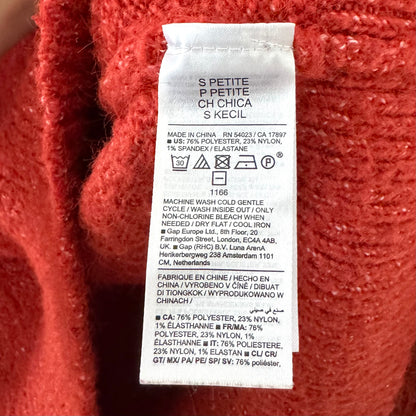 S PETITE
P PETITE
CH CHICA
S KECIL
MADE IN CHINA RN 54023 / CA 17897
■ US: 76% POLYESTER, 23% NYLON,
1% SPANDEX / ELASTANE
30
1166
MACHINE WASH COLD GENTLE
CYCLE / WASH INSIDE OUT / ONLY
NON-CHLORINE BLEACH WHEN
NEEDED / DRY FLAT / COOL IRON
■ Gap Europe Ltd., 8th Floor, 20
Farringdon Street, London, EC4A 4AB,
UK. ■ Gap (RHC) B.V. Luna ArenA
Herikerbergweg 238 Amsterdam 1101
CM, Netherlands
FABRIQUE EN CHINE / HECHO EN
CHINA / VYROBENO V ČÍNĚ / DIBUAT
DI TIONGKOK / WYPRODUKOWANO W
CHINACH /
صنع في صيني
■ CA: 76% POLYESTER, 23% NYLON,
1% ÉLASTHANNE ■ FR/MA: 76%
POLYESTER, 23% NYLON, 1%
ÉLASTHANNE ■ IT: 76% POLIESTERE,
23% NYLON, 1% ELASTAN ■ CL/ CR/
GT/ MX/ PA/ PE/ SP/ SV: 76% poliéster,